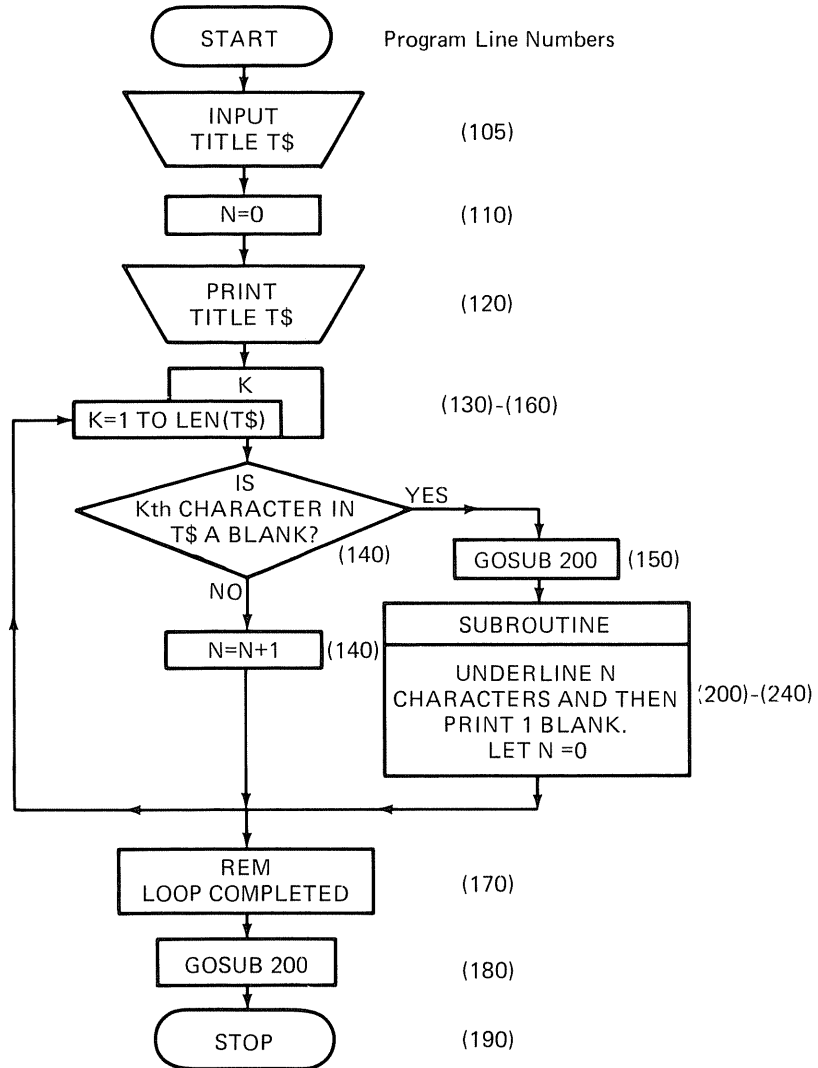 START
Program Line Numbers
INPUT
TITLE T$
(105)
N=0
(110)
PRINT
TITLE T$
(120)
K
K=1 TO LEN(T$)
(130)-(160)
IS
Kth CHARACTER IN
T$ A BLANK?
(140)
YES
GOSUB 200
(150)
NO
N=N+1
(140)
SUBROUTINE
UNDERLINE N
CHARACTERS AND THEN
PRINT 1 BLANK.
LET N =0
(200)-(240)
REM
LOOP COMPLETED
(170)
GOSUB 200
(180)
STOP
(190)